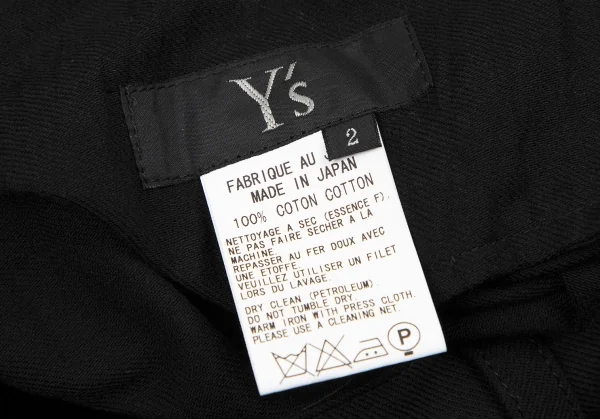 Y's
2
FABRIQUE AU
MADE IN JAPAN
100% COTON COTTON
NETTOYAGE A SEC (ESSENCE F).
NE PAS FAIRE SECHER A LA
MACHINE
REPASSER AU FER DOUX AVEC
UNE ETOFFE.
VEUILLEZ UTILISER UN FILET
LORS DU LAVAGE.
DRY CLEAN (PETROLEUM).
DO NOT TUMBLE DRY
WARM IRON WITH PRESS CLOTH.
PLEASE USE A CLEANING NET.
P